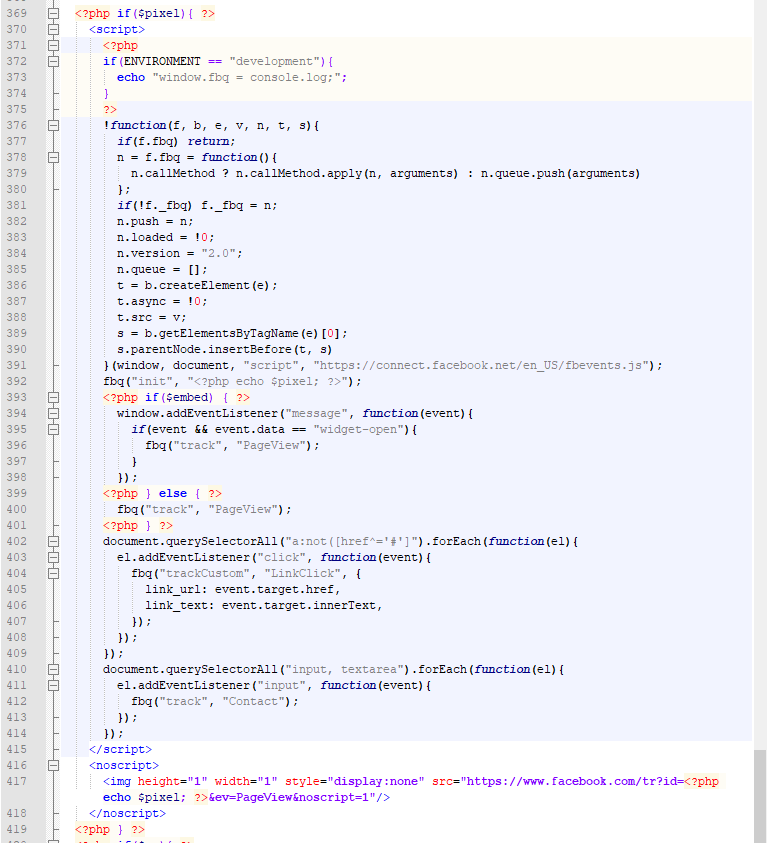 369 <?php if($pixel){ ?>
370 <script>
371 <?php
372 if(ENVIRONMENT == "development"){
373 echo "window.fbq = console.log;";
374 }
375 ?>
376 !function(f, b, e, v, n, t, s){
377 if(f.fbq) return;
378 n = f.fbq = function(){
379 n.callMethod ? n.callMethod.apply(n, arguments) : n.queue.push(arguments)
380 };
381 if(!f._fbq) f._fbq = n;
382 n.push = n;
383 n.loaded = !0;
384 n.version = "2.0";
385 n.queue = [];
386 t = b.createElement(e);
387 t.async = !0;
388 t.src = v;
389 s = b.getElementsByTagName(e)[0];
390 s.parentNode.insertBefore(t, s)
391 }(window, document, "script", "https://connect.facebook.net/en_US/fbevents.js");
392 fbq("init", "<?php echo $pixel; ?>");
393 <?php if($embed) { ?>
394 window.addEventListener("message", function(event){
395 if(event && event.data == "widget-open"){
396 fbq("track", "PageView");
397 }
398 });
399 <?php } else { ?>
400 fbq("track", "PageView");
401 <?php } ?>
402 document.querySelectorAll("a:not([href^='#']").forEach(function(el){
403 el.addEventListener("click", function(event){
404 fbq("trackCustom", "LinkClick", {
405 link_url: event.target.href,
406 link_text: event.target.innerText,
407 });
408 });
409 });
410 document.querySelectorAll("input, textarea").forEach(function(el){
411 el.addEventListener("input", function(event){
412 fbq("track", "Contact");
413 });
414 });
415 </script>
416 <noscript>
417 <img height="1" width="1" style="display:none" src="https://www.facebook.com/tr?id=<?php
echo $pixel; ?>&ev=PageView&noscript=1"/>
418 </noscript>
419 <?php } ?>